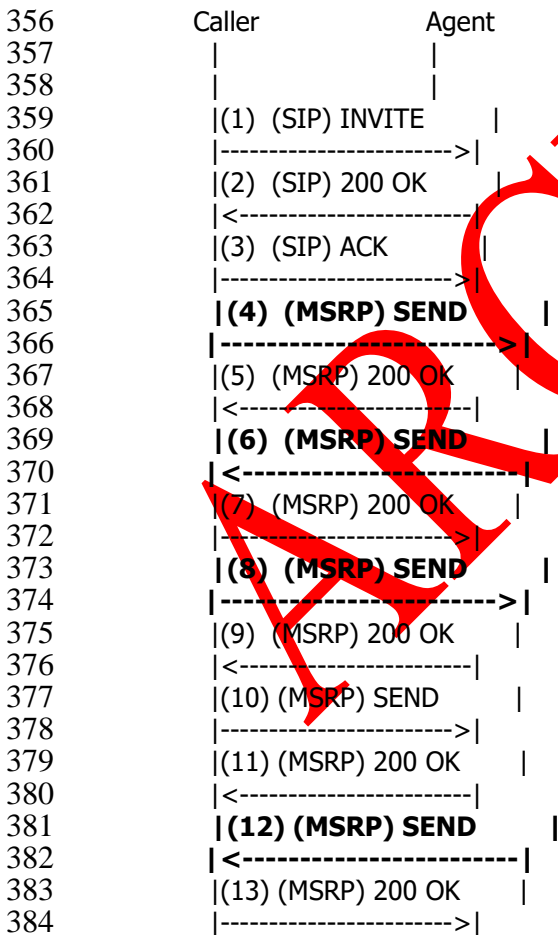 356 Caller Agent
357 | |
358 | |
359 |(1) (SIP) INVITE |
360 |------------------------>|
361 |(2) (SIP) 200 OK |
362 |<------------------------|
363 |(3) (SIP) ACK |
364 |------------------------>|
365 |(4) (MSRP) SEND |
366 |------------------------>|
367 |(5) (MSRP) 200 OK |
368 |<------------------------|
369 |(6) (MSRP) SEND |
370 |<------------------------|
371 |(7) (MSRP) 200 OK |
372 |------------------------>|
373 |(8) (MSRP) SEND |
374 |------------------------>|
375 |(9) (MSRP) 200 OK |
376 |<------------------------|
377 |(10) (MSRP) SEND |
378 |------------------------>|
379 |(11) (MSRP) 200 OK |
380 |<------------------------|
381 |(12) (MSRP) SEND |
382 |<------------------------|
383 |(13) (MSRP) 200 OK |
384 |------------------------>|